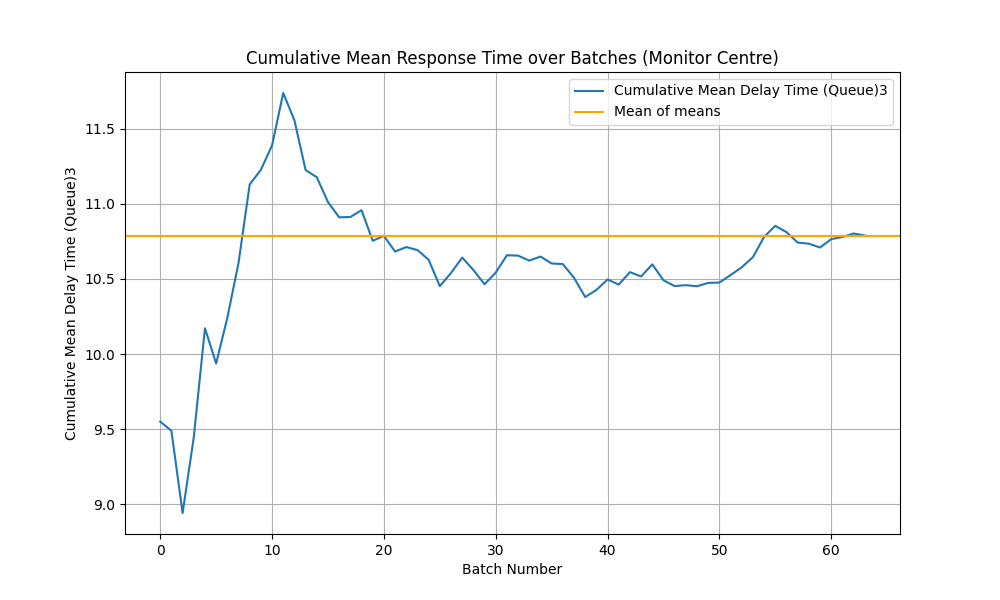 Cumulative Mean Response Time over Batches (Monitor Centre)
Cumulative Mean Delay Time (Queue)3
Mean of means
Cumulative Mean Delay Time (Queue)3
11.5
11.0
10.5
10.0
9.5
9.0
0 10 20 30 40 50 60
Batch Number